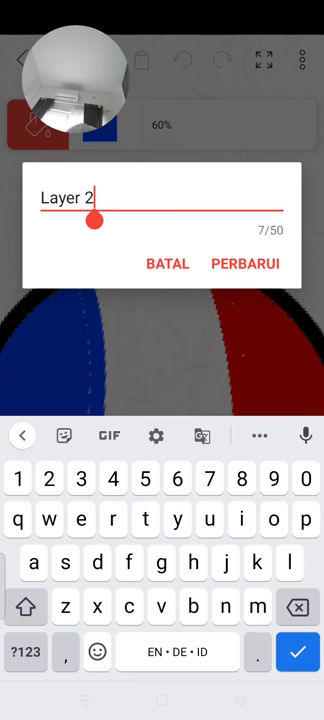 60%
Layer 2
7/50
BATAL PERBARUI
GIF
1 2 3 4 5 6 7 8 9 0
q w e r t y u i o p
a s d f g h j k l
z x c v b n m
?123 , EN • DE • ID .